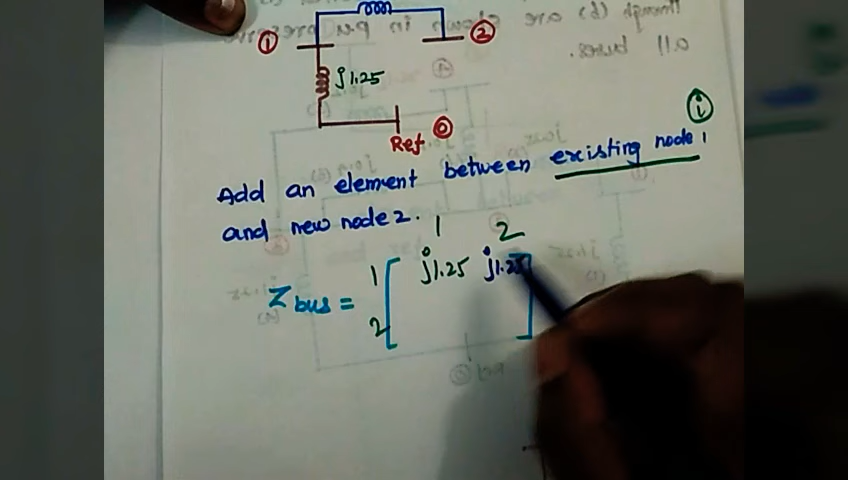 ① ②
j1.25
Ref ⓪
i
Add an element between existing node 1
and new node 2.
1 2
1 j1.25 j1.25
Zbus =
2